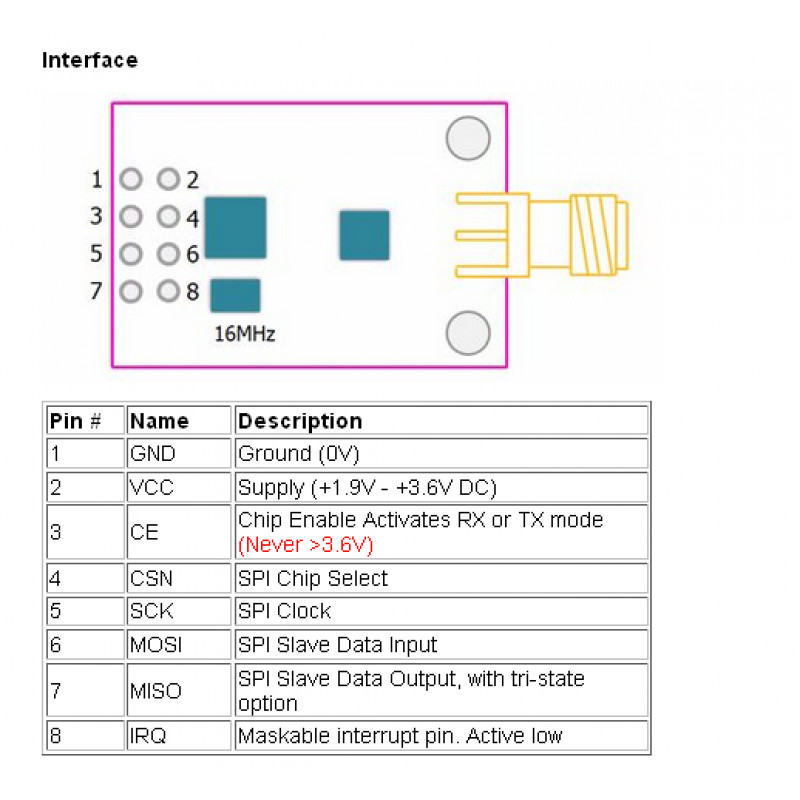 Interface
1 2
3 4
5 6
7 8
16MHz
Pin # Name Description
1 GND Ground (0V)
2 VCC Supply (+1.9V - +3.6V DC)
3 CE Chip Enable Activates RX or TX mode
(Never >3.6V)
4 CSN SPI Chip Select
5 SCK SPI Clock
6 MOSI SPI Slave Data Input
7 MISO SPI Slave Data Output, with tri-state
option
8 IRQ Maskable interrupt pin. Active low